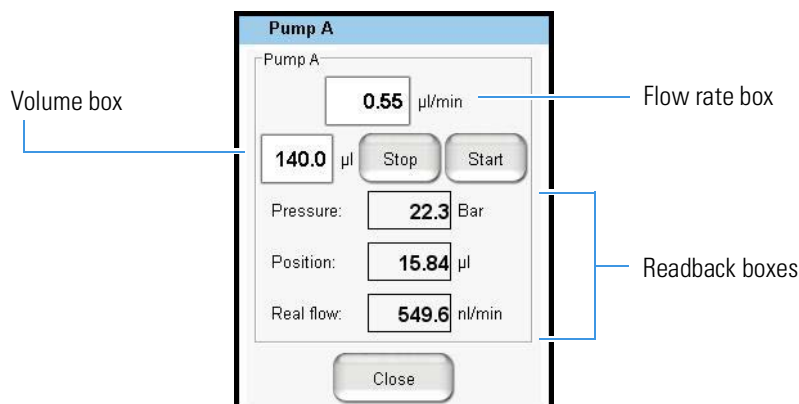 Pump A
Pump A
Volume box
0.55 µl/min
Flow rate box
140.0 µl Stop Start
Pressure: 22.3 Bar
Position: 15.84 µl
Readback boxes
Real flow: 549.6 nl/min
Close